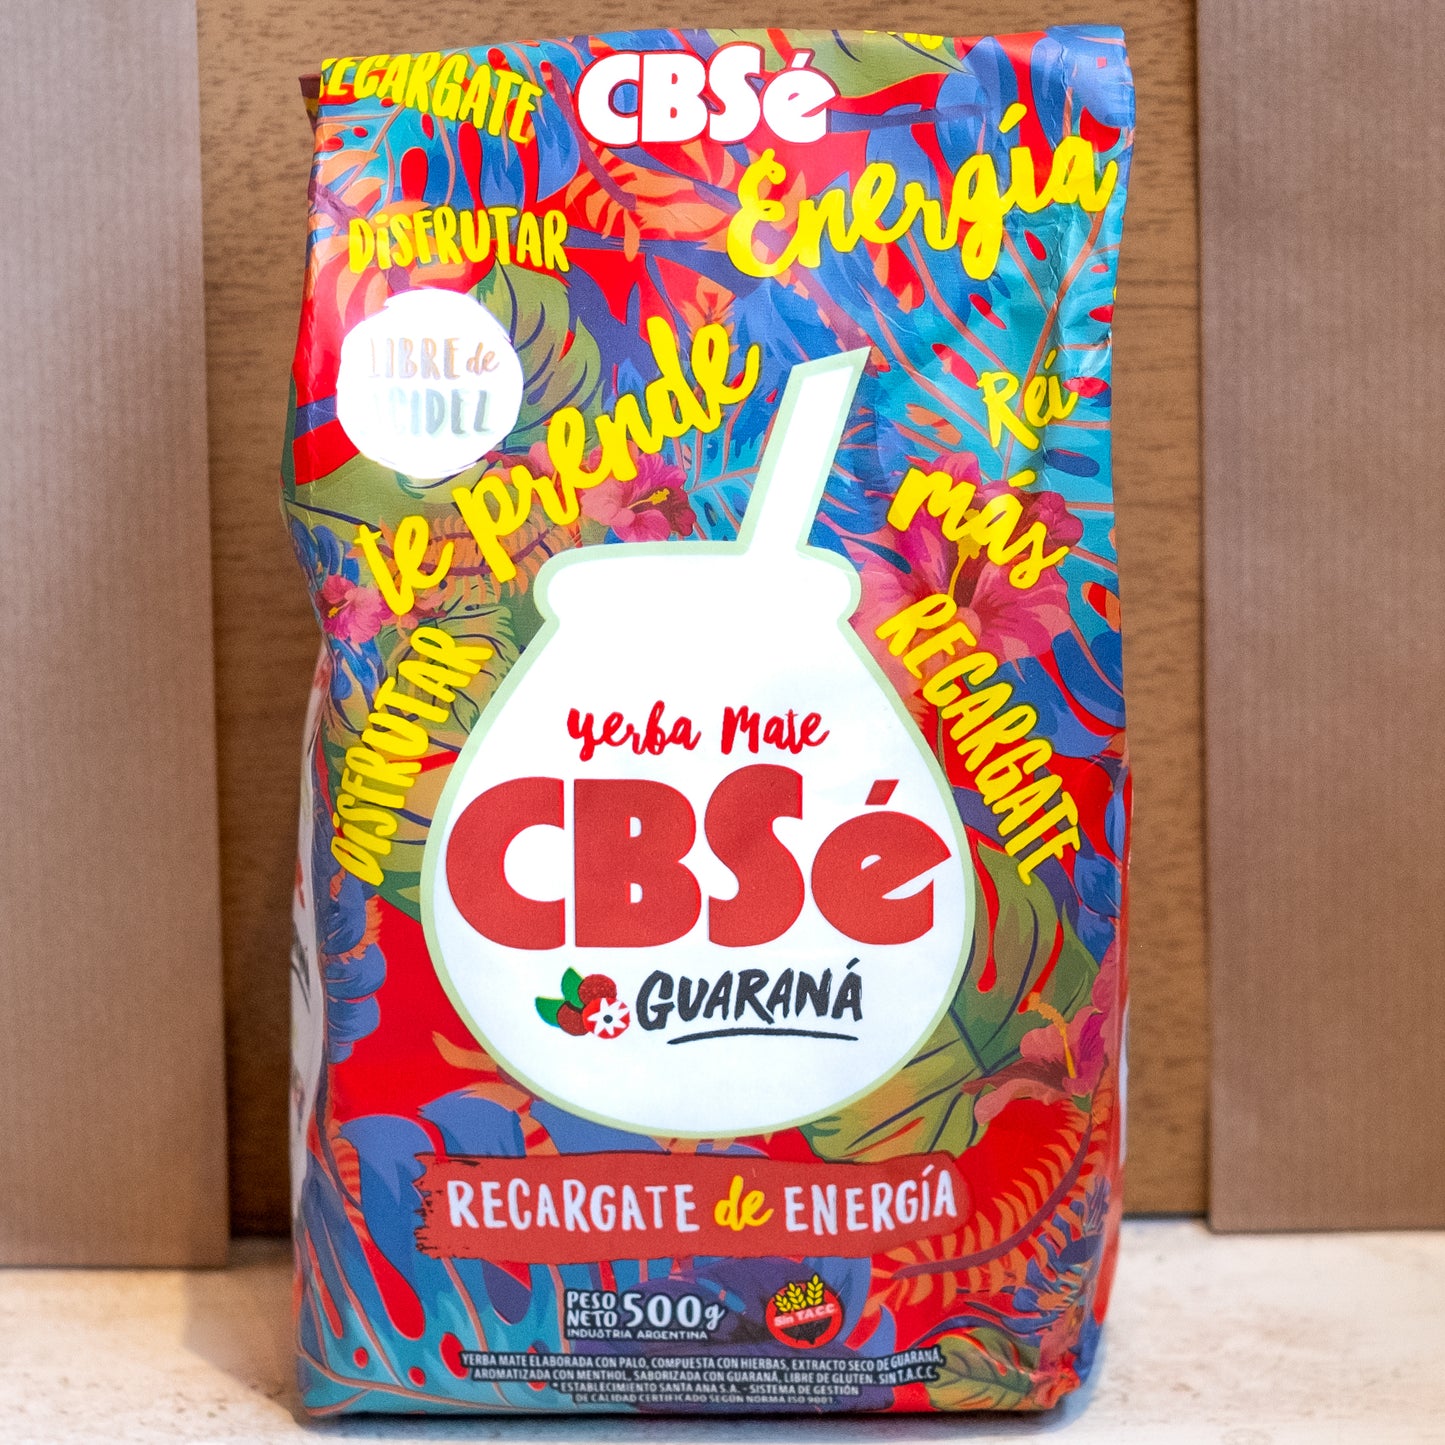 RECARGATE
CBSé
Energía
DiSFRUTAR
LIBRE de
ACIDEZ
te prende
Reí
más
DiSFRUTAR
RECARGATE
Yerba Mate
CBSé
GUARANÁ
RECARGATE de ENERGÍA
PESO
NETO 500g
INDUSTRIA ARGENTINA
Sin T.A.C.C.
YERBA MATE ELABORADA CON PALO, COMPUESTA CON HIERBAS, EXTRACTO SECO DE GUARANÁ,
AROMATIZADA CON MENTHOL, SABORIZADA CON GUARANÁ, LIBRE DE GLUTEN. SIN T.A.C.C.
* ESTABLECIMIENTO SANTA ANA S.A. - SISTEMA DE GESTIÓN
DE CALIDAD CERTIFICADO SEGÚN NORMA ISO 9001.